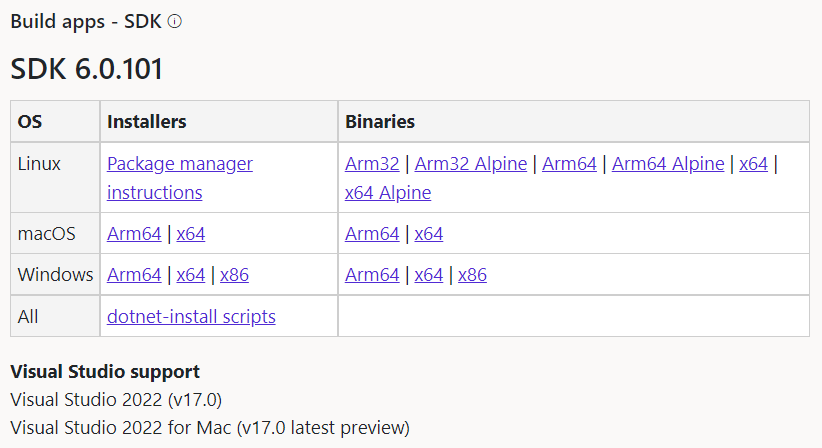 Build apps - SDK
SDK 6.0.101
OS Installers Binaries
Linux Package manager instructions Arm32 | Arm32 Alpine | Arm64 | Arm64 Alpine | x64 | x64 Alpine
macOS Arm64 | x64 Arm64 | x64
Windows Arm64 | x64 | x86 Arm64 | x64 | x86
All dotnet-install scripts
Visual Studio support
Visual Studio 2022 (v17.0)
Visual Studio 2022 for Mac (v17.0 latest preview)